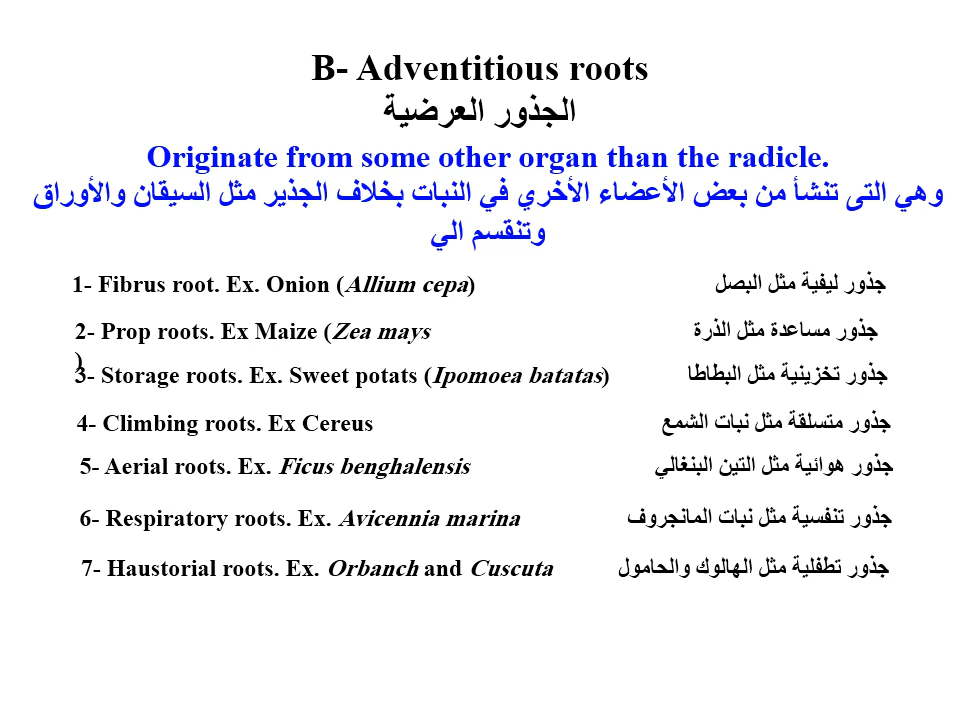 B- Adventitious roots
الجذور العرضية
Originate from some other organ than the radicle.
وهي التى تنشأ من بعض الأعضاء الأخري في النبات بخلاف الجذير مثل السيقان والأوراق
وتنقسم الي
1- Fibrus root. Ex. Onion (Allium cepa) جذور ليفية مثل البصل
2- Prop roots. Ex Maize (Zea mays جذور مساعدة مثل الذرة
)
3- Storage roots. Ex. Sweet potats (Ipomoea batatas) جذور تخزينية مثل البطاطا
4- Climbing roots. Ex Cereus جذور متسلقة مثل نبات الشمع
5- Aerial roots. Ex. Ficus benghalensis جذور هوائية مثل التين البنغالي
6- Respiratory roots. Ex. Avicennia marina جذور تنفسية مثل نبات المانجروف
7- Haustorial roots. Ex. Orbanch and Cuscuta جذور تطفلية مثل الهالوك والحامول